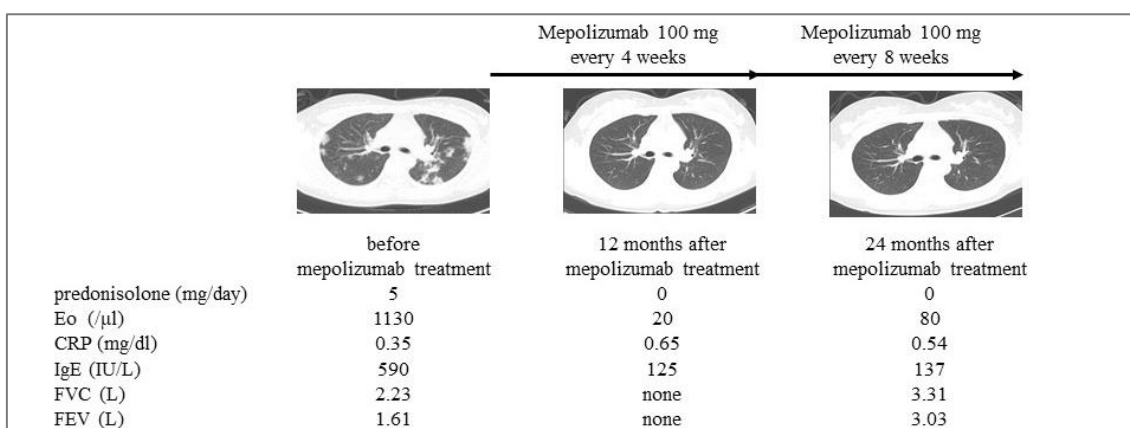 Mepolizumab 100 mg
every 4 weeks
Mepolizumab 100 mg
every 8 weeks
before
mepolizumab treatment
12 months after
mepolizumab treatment
24 months after
mepolizumab treatment
predonisolone (mg/day) 5 0 0
Eo (/μl) 1130 20 80
CRP (mg/dl) 0.35 0.65 0.54
IgE (IU/L) 590 125 137
FVC (L) 2.23 none 3.31
FEV (L) 1.61 none 3.03